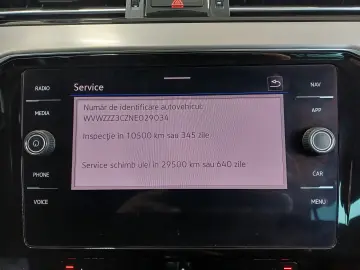 Service
RADIO
NAV
MEDIA
APP
Număr de identificare autovehicul:
WVWZZZ3CZNE029034
Inspecţie în 10500 km sau 345 zile
Service schimb ulei în 29500 km sau 640 zile
PHONE
CAR
VOICE
MENU